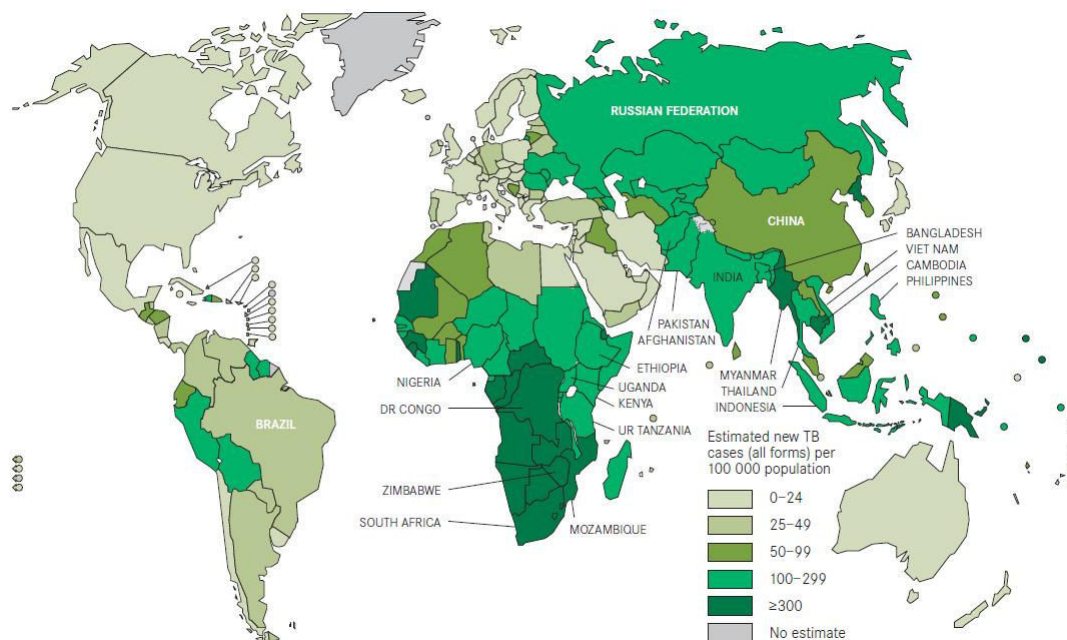 RUSSIAN FEDERATION
CHINA
BANGLADESH
VIET NAM
CAMBODIA
PHILIPPINES
INDIA
PAKISTAN
AFGHANISTAN
ETHIOPIA
MYANMAR
THAILAND
INDONESIA
NIGERIA
UGANDA
KENYA
DR CONGO
UR TANZANIA
BRAZIL
ZIMBABWE
SOUTH AFRICA
MOZAMBIQUE
Estimated new TB
cases (all forms) per
100 000 population
0–24
25–49
50–99
100–299
≥300
No estimate